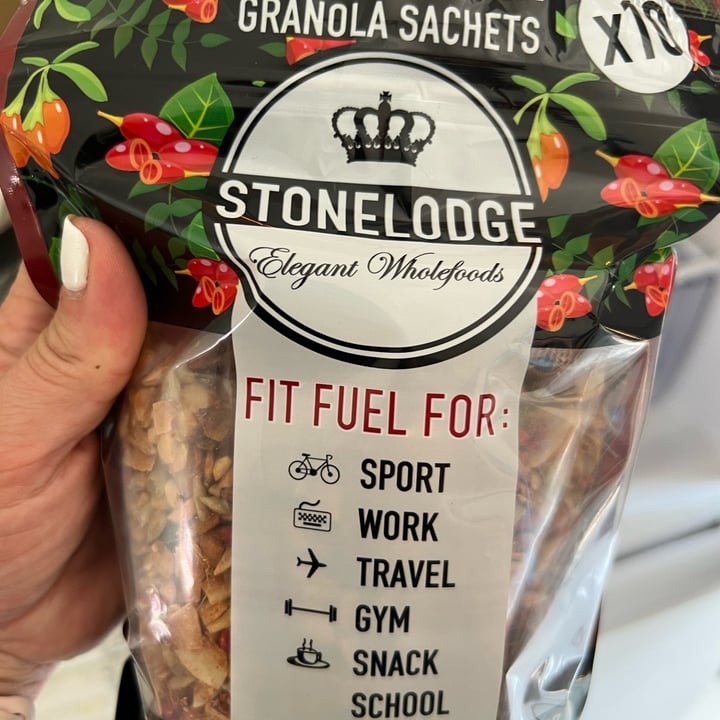 GRANOLA SACHETS
x10
STONELODGE
Elegant Wholefoods
FIT FUEL FOR:
SPORT
WORK
TRAVEL
GYM
SNACK
SCHOOL